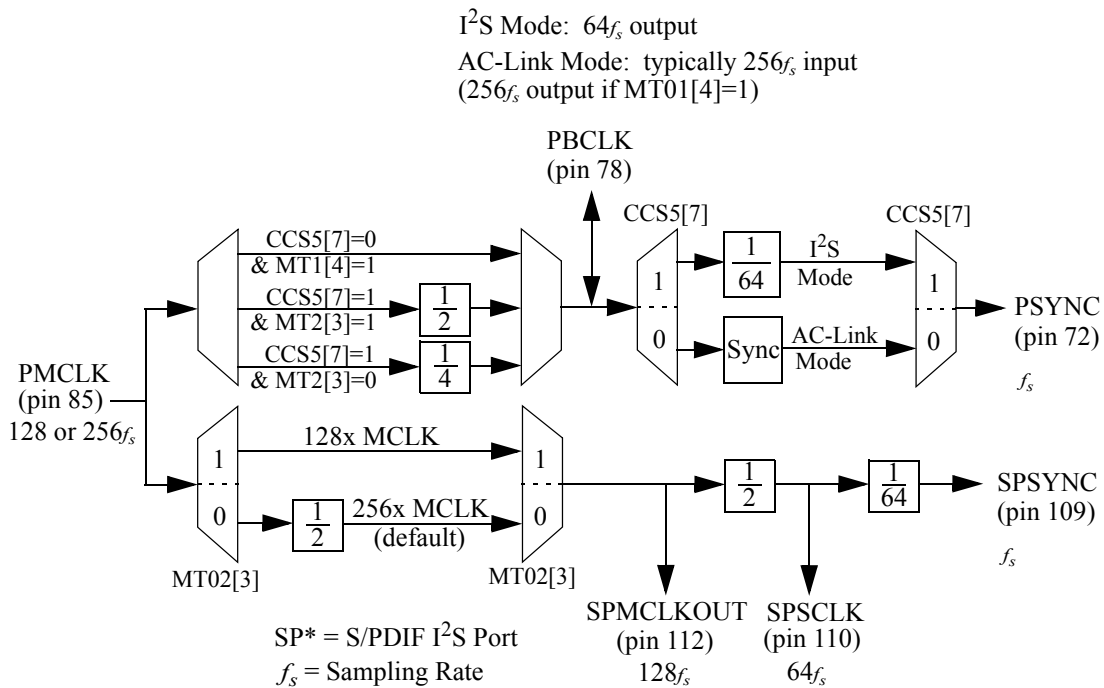 I²S Mode: 64fs output
AC-Link Mode: typically 256fs input
(256fs output if MT01[4]=1)
PBCLK
(pin 78)
CCS5[7]
CCS5[7]
CCS5[7]=0
& MT1[4]=1
CCS5[7]=1
& MT2[3]=1
1
2
CCS5[7]=1
& MT2[3]=0
1
4
1
0
1
64
I²S
Mode
Sync
AC-Link
Mode
1
0
PSYNC
(pin 72)
fs
PMCLK
(pin 85)
128 or 256fs
1
0
128x MCLK
1
2
256x MCLK
(default)
1
0
MT02[3]
MT02[3]
1
2
1
64
SPSYNC
(pin 109)
fs
SPMCLKOUT
(pin 112)
128fs
SPSCLK
(pin 110)
64fs
SP* = S/PDIF I²S Port
fs = Sampling Rate